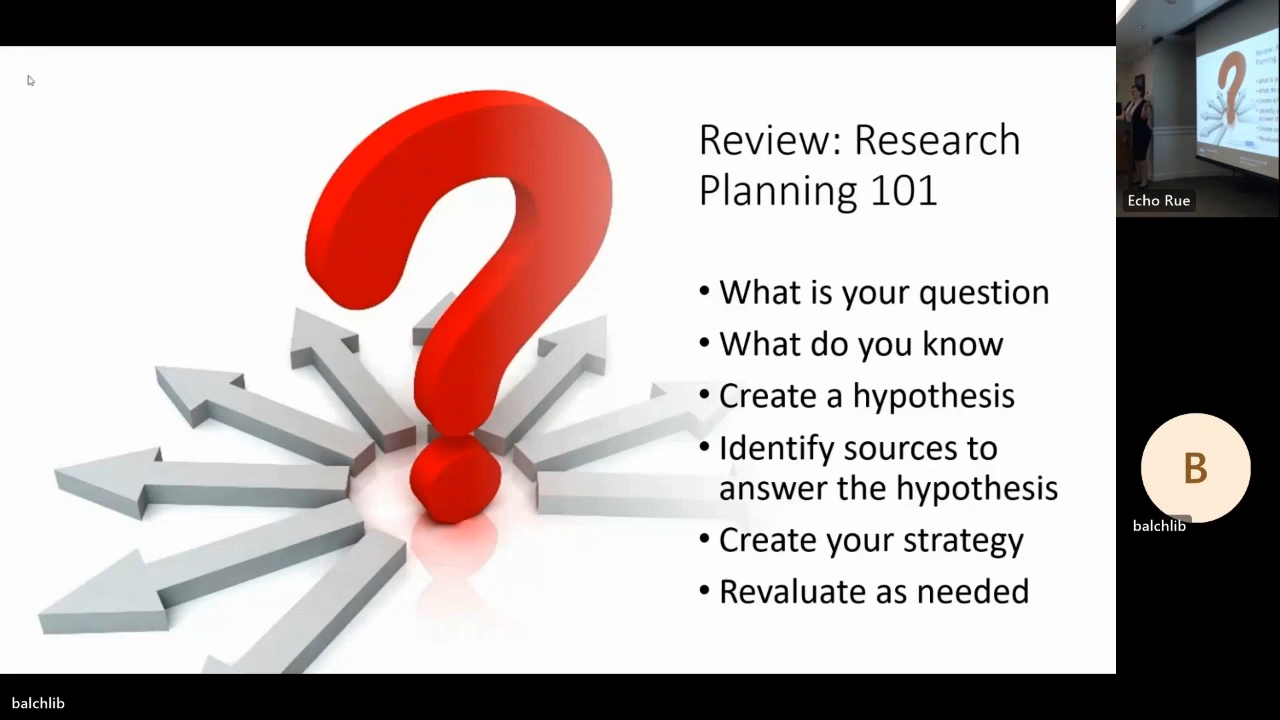 Review: Research
Planning 101
• What is your question
• What do you know
• Create a hypothesis
• Identify sources to
answer the hypothesis
• Create your strategy
• Revaluate as needed
Echo Rue
B
balchlib
balchlib